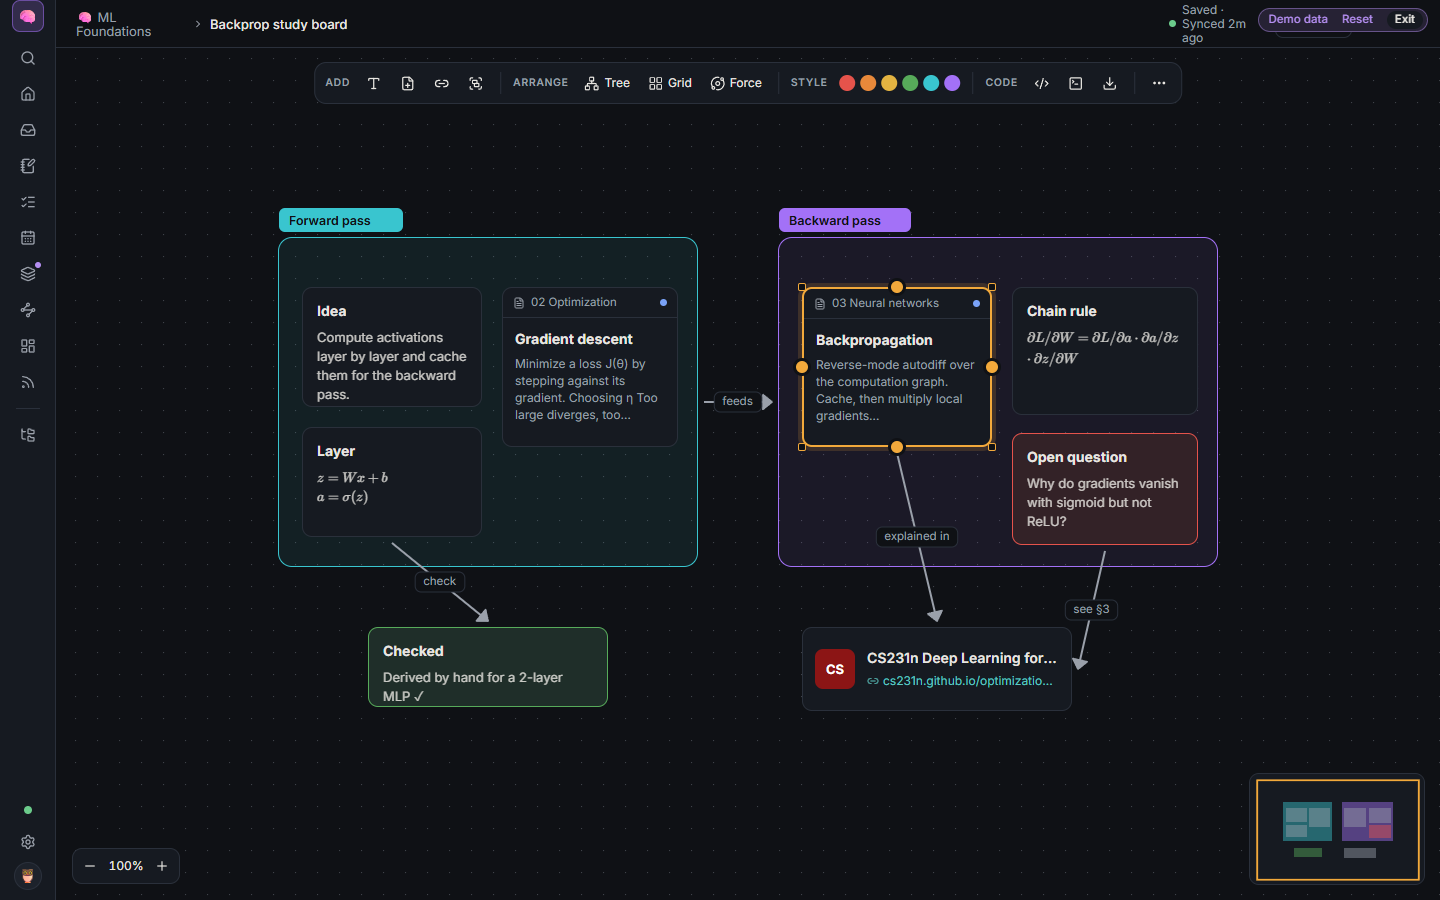 🧠 ML Foundations
Backprop study board
Saved ·
Synced 2m
ago
Demo data Reset Exit
ADD
ARRANGE
Tree
Grid
Force
STYLE
CODE
Forward pass
Idea
Compute activations
layer by layer and cache
them for the backward
pass.
02 Optimization
Gradient descent
Minimize a loss J(θ) by
stepping against its
gradient. Choosing η Too
large diverges, too...
Layer
z = Wx + b
a = σ(z)
feeds
Backward pass
03 Neural networks
Backpropagation
Reverse-mode autodiff over
the computation graph.
Cache, then multiply local
gradients...
Chain rule
∂L/∂W = ∂L/∂a · ∂a/∂z
· ∂z/∂W
Open question
Why do gradients vanish
with sigmoid but not
ReLU?
explained in
check
see §3
Checked
Derived by hand for a 2-layer
MLP ✓
CS
CS231n Deep Learning for...
cs231n.github.io/optimizatio...
100%